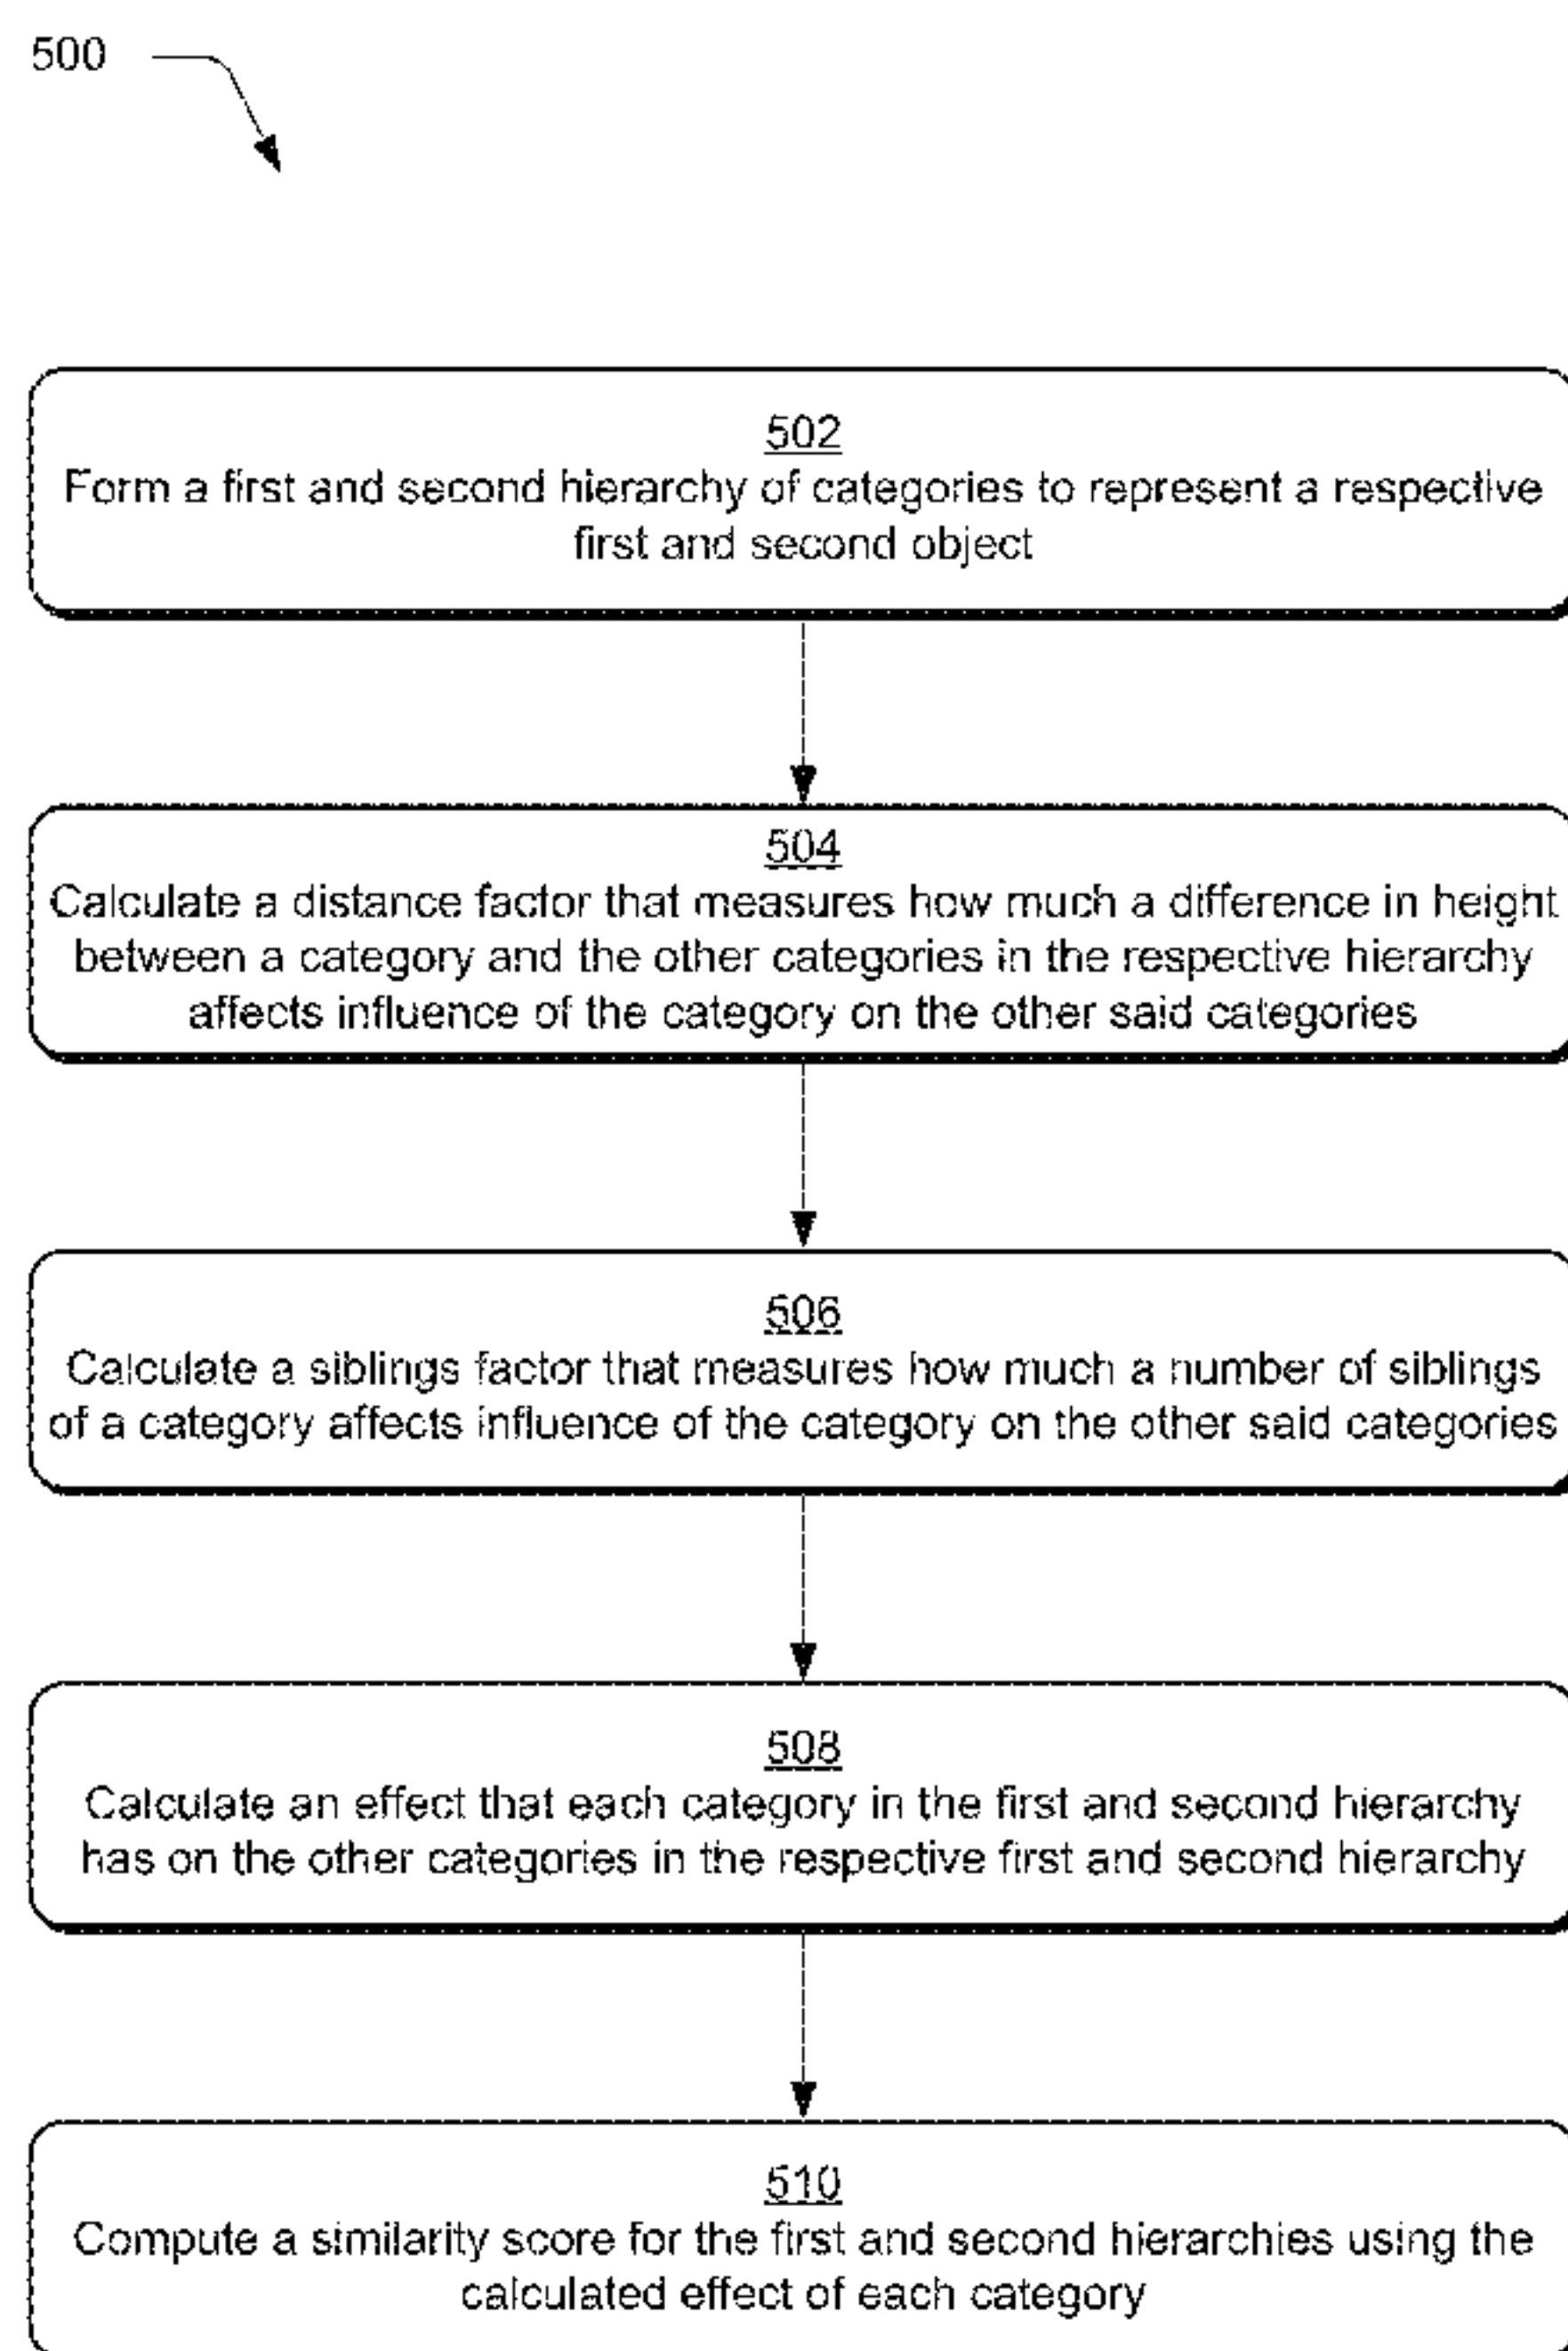 500
502
Form a first and second hierarchy of categories to represent a respective
first and second object
504
Calculate a distance factor that measures how much a difference in height
between a category and the other categories in the respective hierarchy
affects influence of the category on the other said categories
506
Calculate a siblings factor that measures how much a number of siblings
of a category affects influence of the category on the other said categories
508
Calculate an effect that each category in the first and second hierarchy
has on the other categories in the respective first and second hierarchy
510
Compute a similarity score for the first and second hierarchies using the
calculated effect of each category